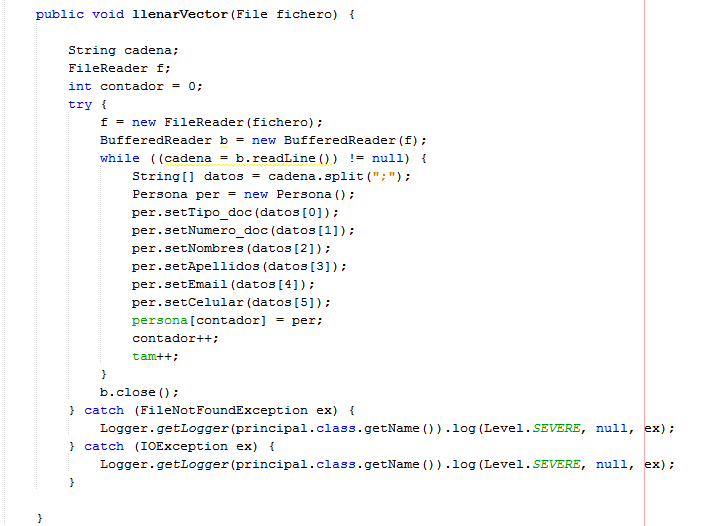 public void llenarVector(File fichero) {
String cadena;
FileReader f;
int contador = 0;
try {
f = new FileReader(fichero);
BufferedReader b = new BufferedReader(f);
while ((cadena = b.readLine()) != null) {
String[] datos = cadena.split(";");
Persona per = new Persona();
per.setTipo_doc(datos[0]);
per.setNumero_doc(datos[1]);
per.setNombres(datos[2]);
per.setApellidos(datos[3]);
per.setEmail(datos[4]);
per.setCelular(datos[5]);
persona[contador] = per;
contador++;
tam++;
}
b.close();
} catch (FileNotFoundException ex) {
Logger.getLogger(principal.class.getName()).log(Level.SEVERE, null, ex);
} catch (IOException ex) {
Logger.getLogger(principal.class.getName()).log(Level.SEVERE, null, ex);
}
}